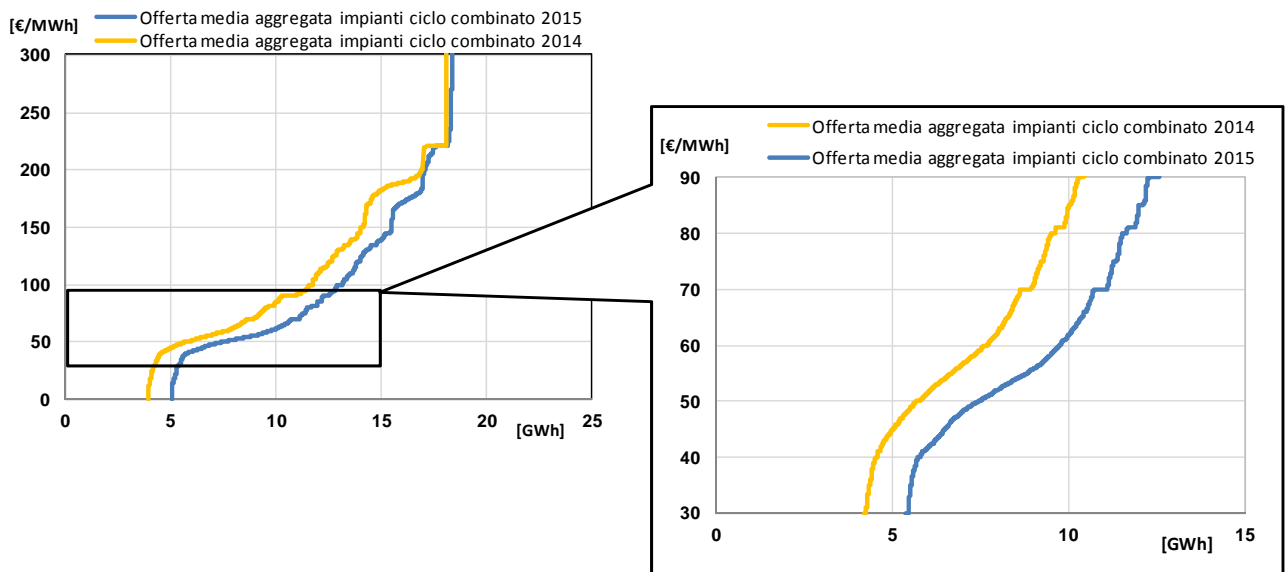 [€/MWh]
Offerta media aggregata impianti ciclo combinato 2015
Offerta media aggregata impianti ciclo combinato 2014
300
250
200
150
100
50
0
0 5 10 15 20 25
[GWh]
Offerta media aggregata impianti ciclo combinato 2014
Offerta media aggregata impianti ciclo combinato 2015
[€/MWh]
90
80
70
60
50
40
30
0 5 10 15
[GWh]